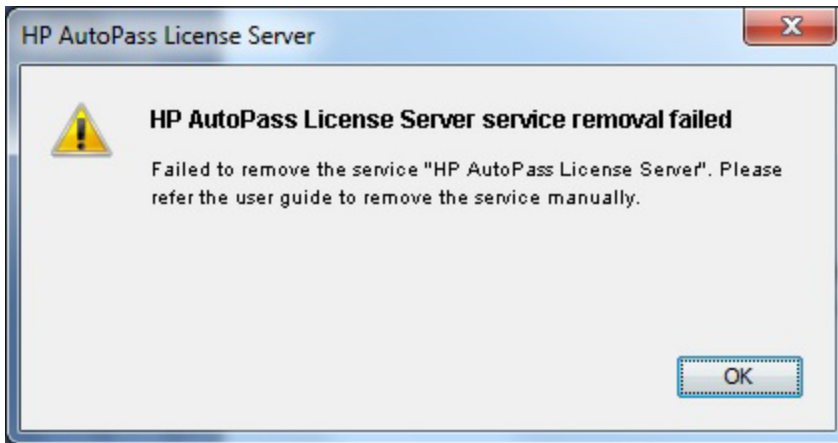 HP AutoPass License Server
HP AutoPass License Server service removal failed
Failed to remove the service "HP AutoPass License Server". Please
refer the user guide to remove the service manually.
OK